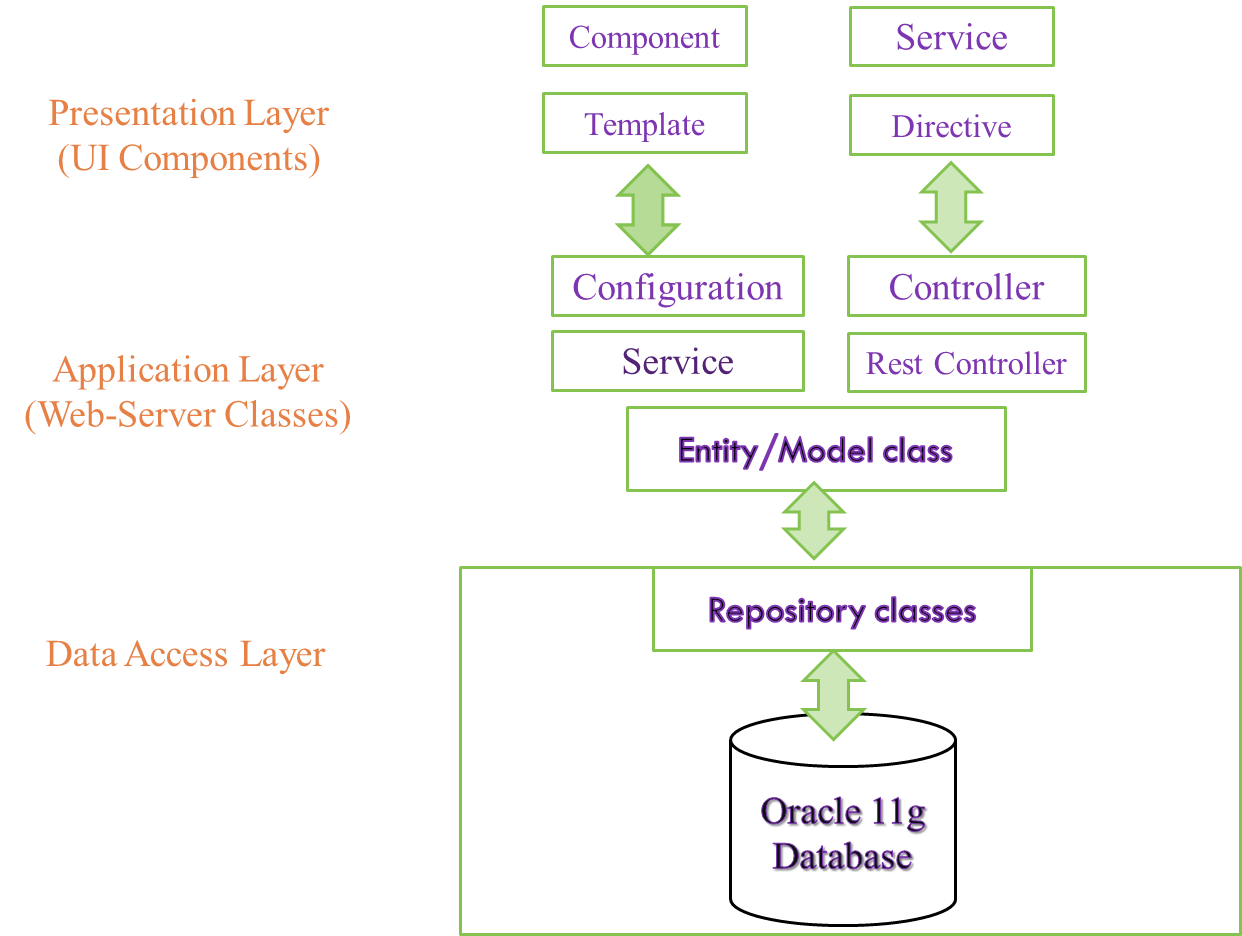 Component
Service
Presentation Layer
(UI Components)
Template
Directive
Configuration
Controller
Application Layer
(Web-Server Classes)
Service
Rest Controller
Entity/Model class
Repository classes
Data Access Layer
Oracle 11g
Database